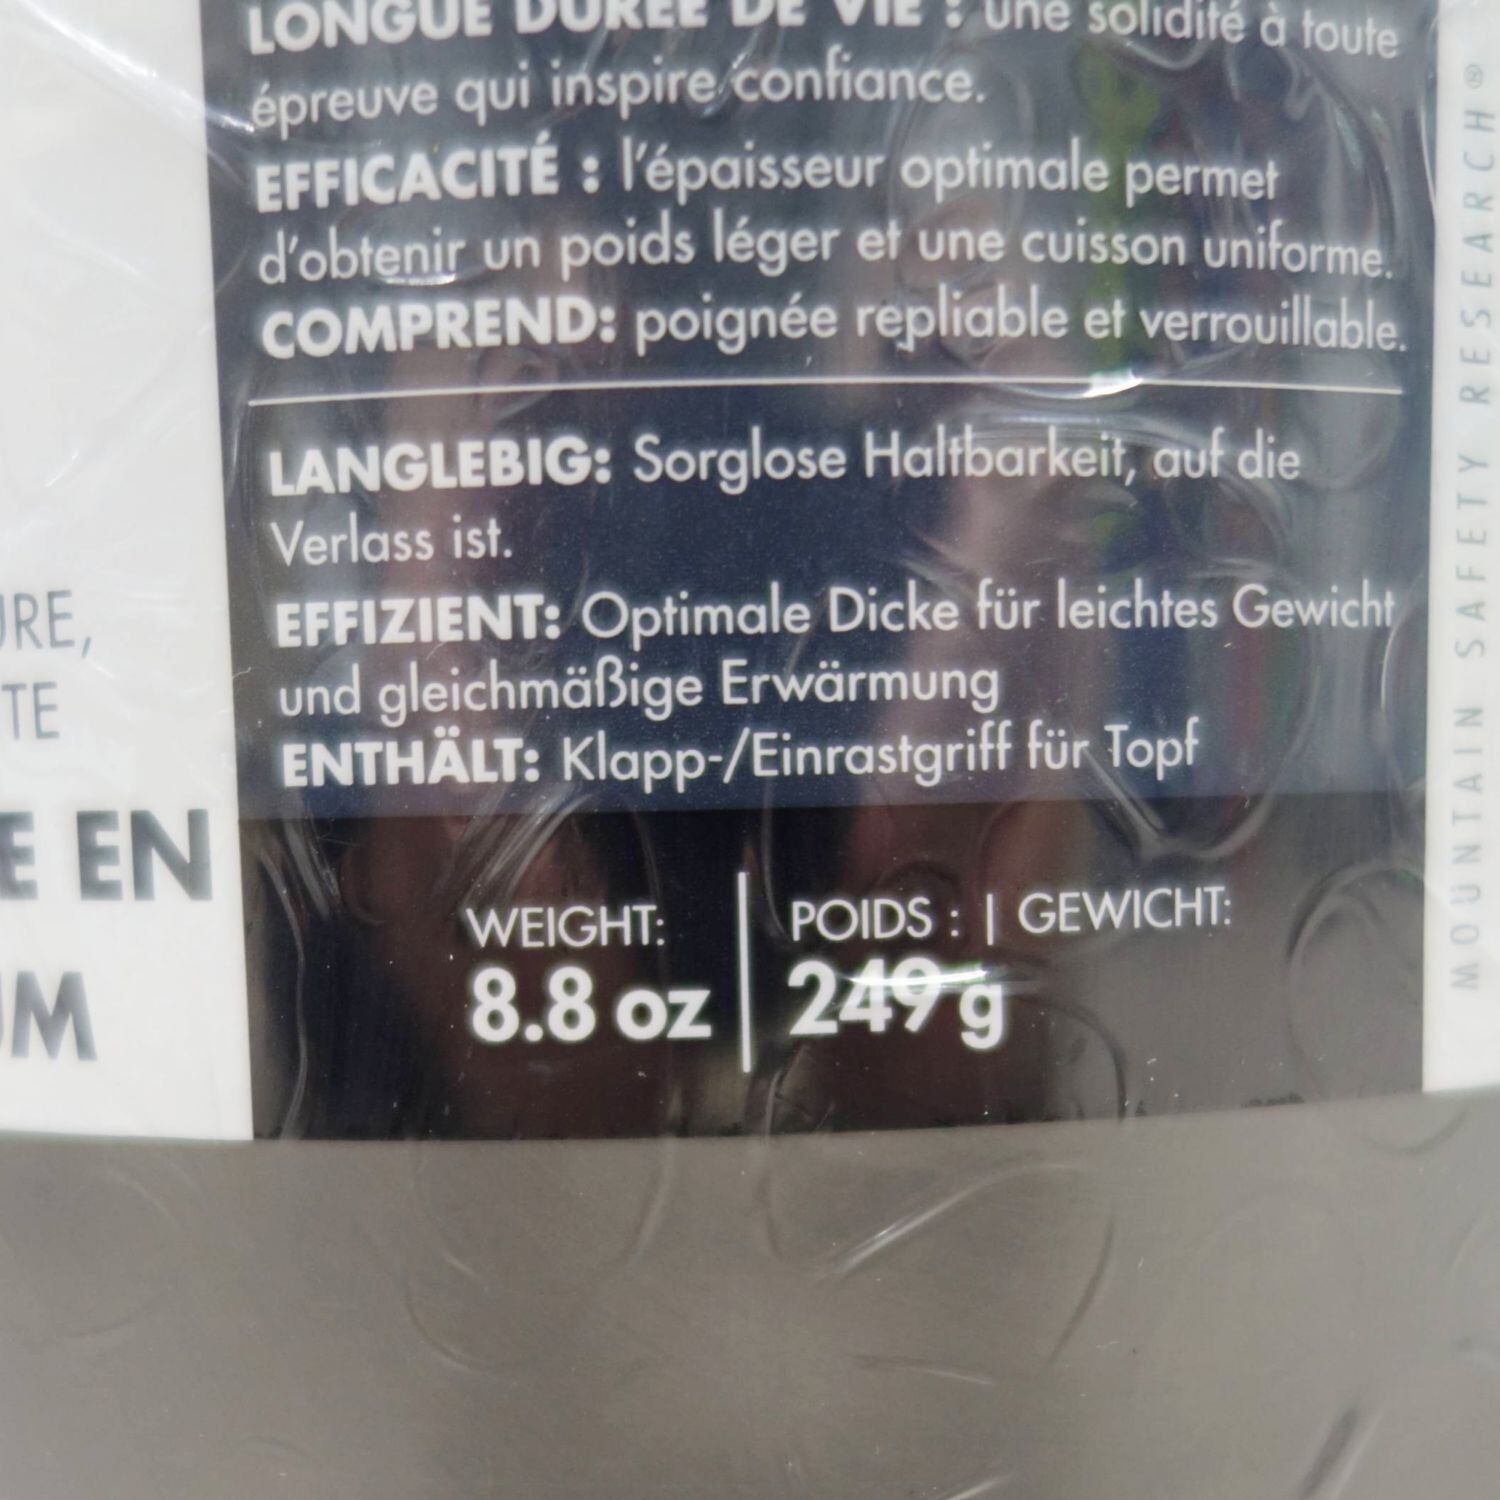 LONGUE DURÉE DE VIE : une solidité à toute
épreuve qui inspire confiance.
EFFICACITÉ : l'épaisseur optimale permet
d'obtenir un poids léger et une cuisson uniforme.
COMPREND: poignée repliable et verrouillable.
LANGLEBIG: Sorglose Haltbarkeit, auf die
Verlass ist.
EFFIZIENT: Optimale Dicke für leichtes Gewicht
und gleichmäßige Erwärmung
ENTHÄLT: Klapp-/Einrastgriff für Topf
WEIGHT:
8.8 oz
POIDS : | GEWICHT:
249 g
EN
MOUNTAIN SAFETY RESEARCH®